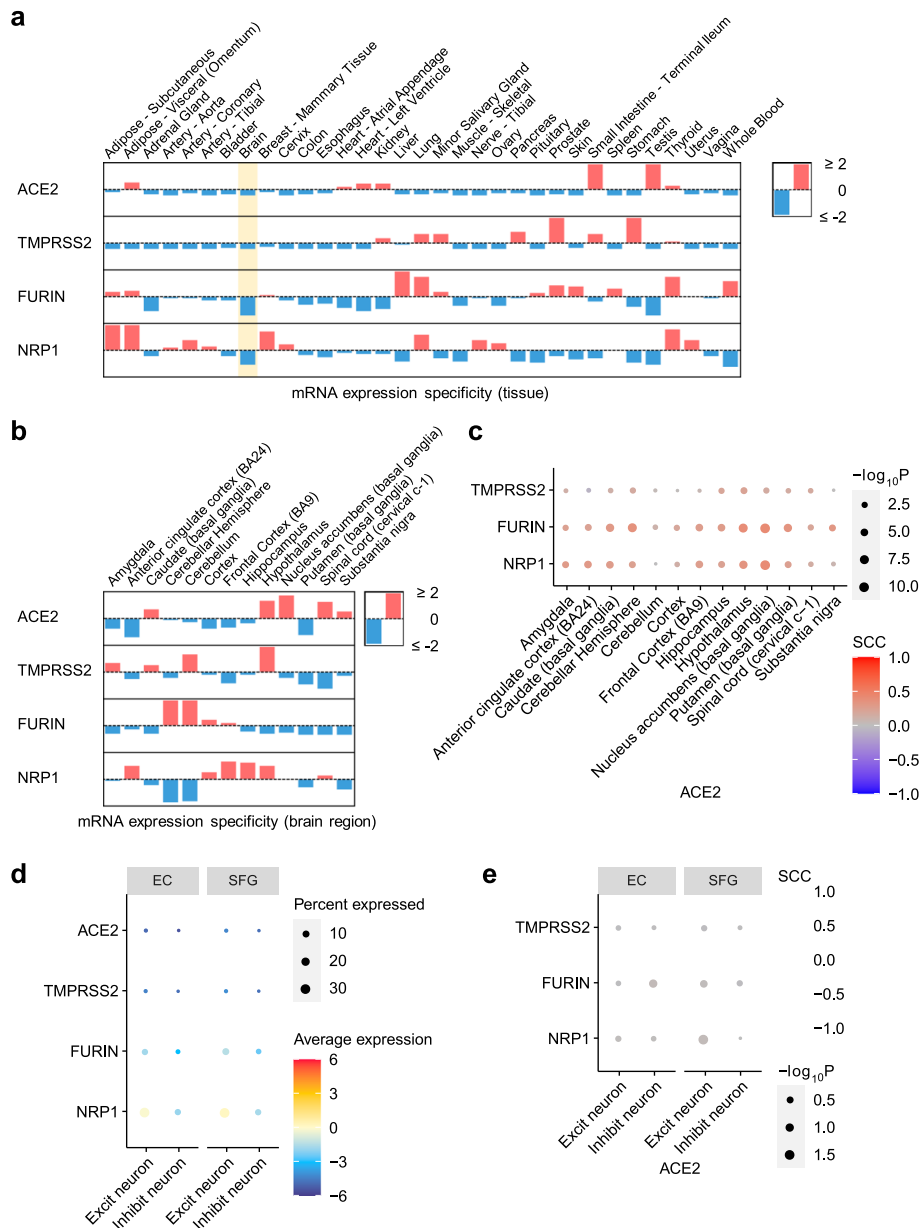 a
Adipose - Subcutaneous
Adipose - Visceral (Omentum)
Adrenal Gland
Artery - Aorta
Artery - Coronary
Artery - Tibial
Bladder
Brain
Breast - Mammary Tissue
Cervix
Colon
Esophagus
Heart - Atrial Appendage
Heart - Left Ventricle
Kidney
Liver
Lung
Minor Salivary Gland
Muscle - Skeletal
Nerve - Tibial
Ovary
Pancreas
Pituitary
Prostate
Skin
Small Intestine - Terminal Ileum
Spleen
Stomach
Testis
Thyroid
Uterus
Vagina
Whole Blood
ACE2
TMPRSS2
FURIN
NRP1
≥ 2
0
≤ -2
mRNA expression specificity (tissue)
b
Amygdala
Anterior cingulate cortex (BA24)
Caudate (basal ganglia)
Cerebellar Hemisphere
Cerebellum
Cortex
Frontal Cortex (BA9)
Hippocampus
Hypothalamus
Nucleus accumbens (basal ganglia)
Putamen (basal ganglia)
Spinal cord (cervical c-1)
Substantia nigra
ACE2
TMPRSS2
FURIN
NRP1
≥ 2
0
≤ -2
mRNA expression specificity (brain region)
c
TMPRSS2
FURIN
NRP1
Amygdala
Anterior cingulate cortex (BA24)
Caudate (basal ganglia)
Cerebellar Hemisphere
Cerebellum
Cortex
Frontal Cortex (BA9)
Hippocampus
Hypothalamus
Nucleus accumbens (basal ganglia)
Putamen (basal ganglia)
Spinal cord (cervical c−1)
Substantia nigra
ACE2
−log10P
2.5
5.0
7.5
10.0
SCC
1.0
0.5
0.0
−0.5
−1.0
d
EC
SFG
ACE2
TMPRSS2
FURIN
NRP1
Excit neuron
Inhibit neuron
Excit neuron
Inhibit neuron
Percent expressed
10
20
30
Average expression
6
3
0
−3
−6
e
EC
SFG
TMPRSS2
FURIN
NRP1
Excit neuron
Inhibit neuron
Excit neuron
Inhibit neuron
ACE2
SCC
1.0
0.5
0.0
−0.5
−1.0
−log10P
0.5
1.0
1.5